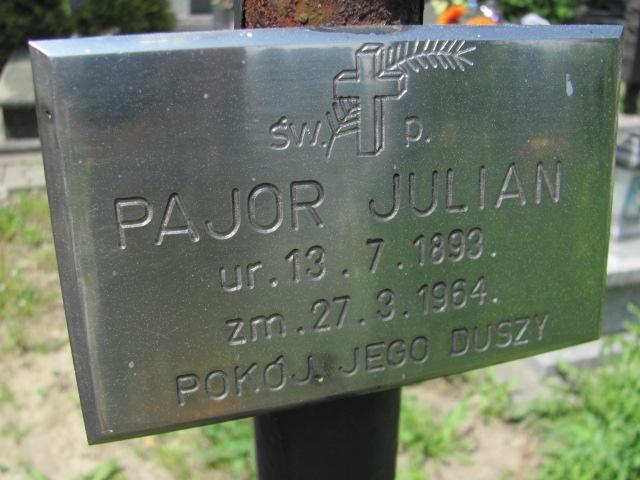 św. p.
PAJOR JULIAN
ur. 13. 7. 1893.
zm. 27. 3. 1964.
POKÓJ. JEGO DUSZY